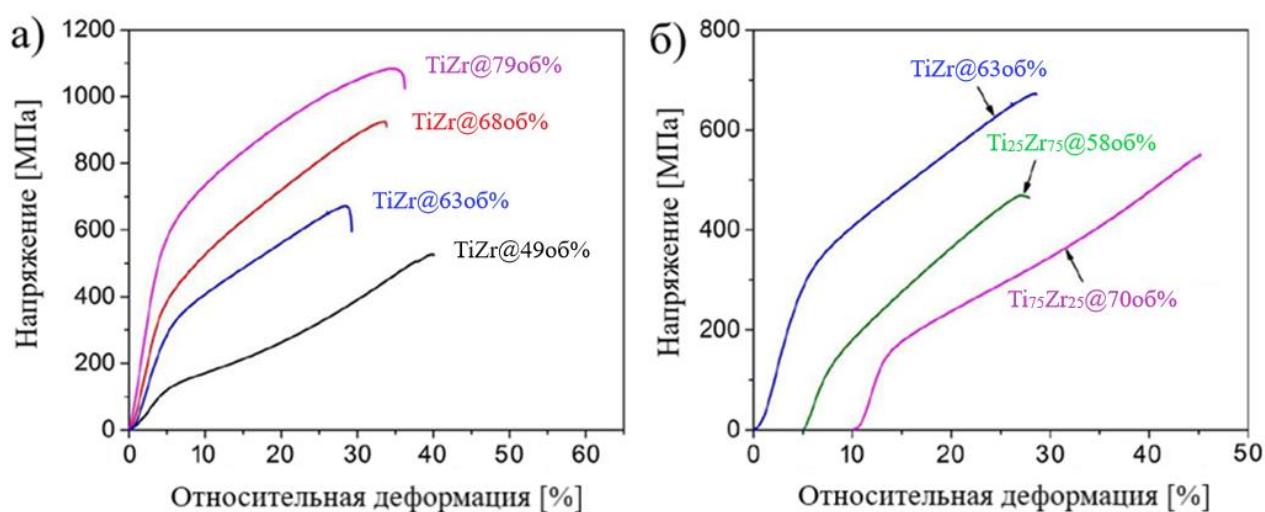 а)
Напряжение [МПа]
1200
1000
800
600
400
200
0
TiZr@79об%
TiZr@68об%
TiZr@63об%
TiZr@49об%
0 10 20 30 40 50 60
Относительная деформация [%]
б)
Напряжение [МПа]
800
600
400
200
0
TiZr@63об%
Ti₂₅Zr₇₅@58об%
Ti₇₅Zr₂₅@70об%
0 10 20 30 40 50
Относительная деформация [%]